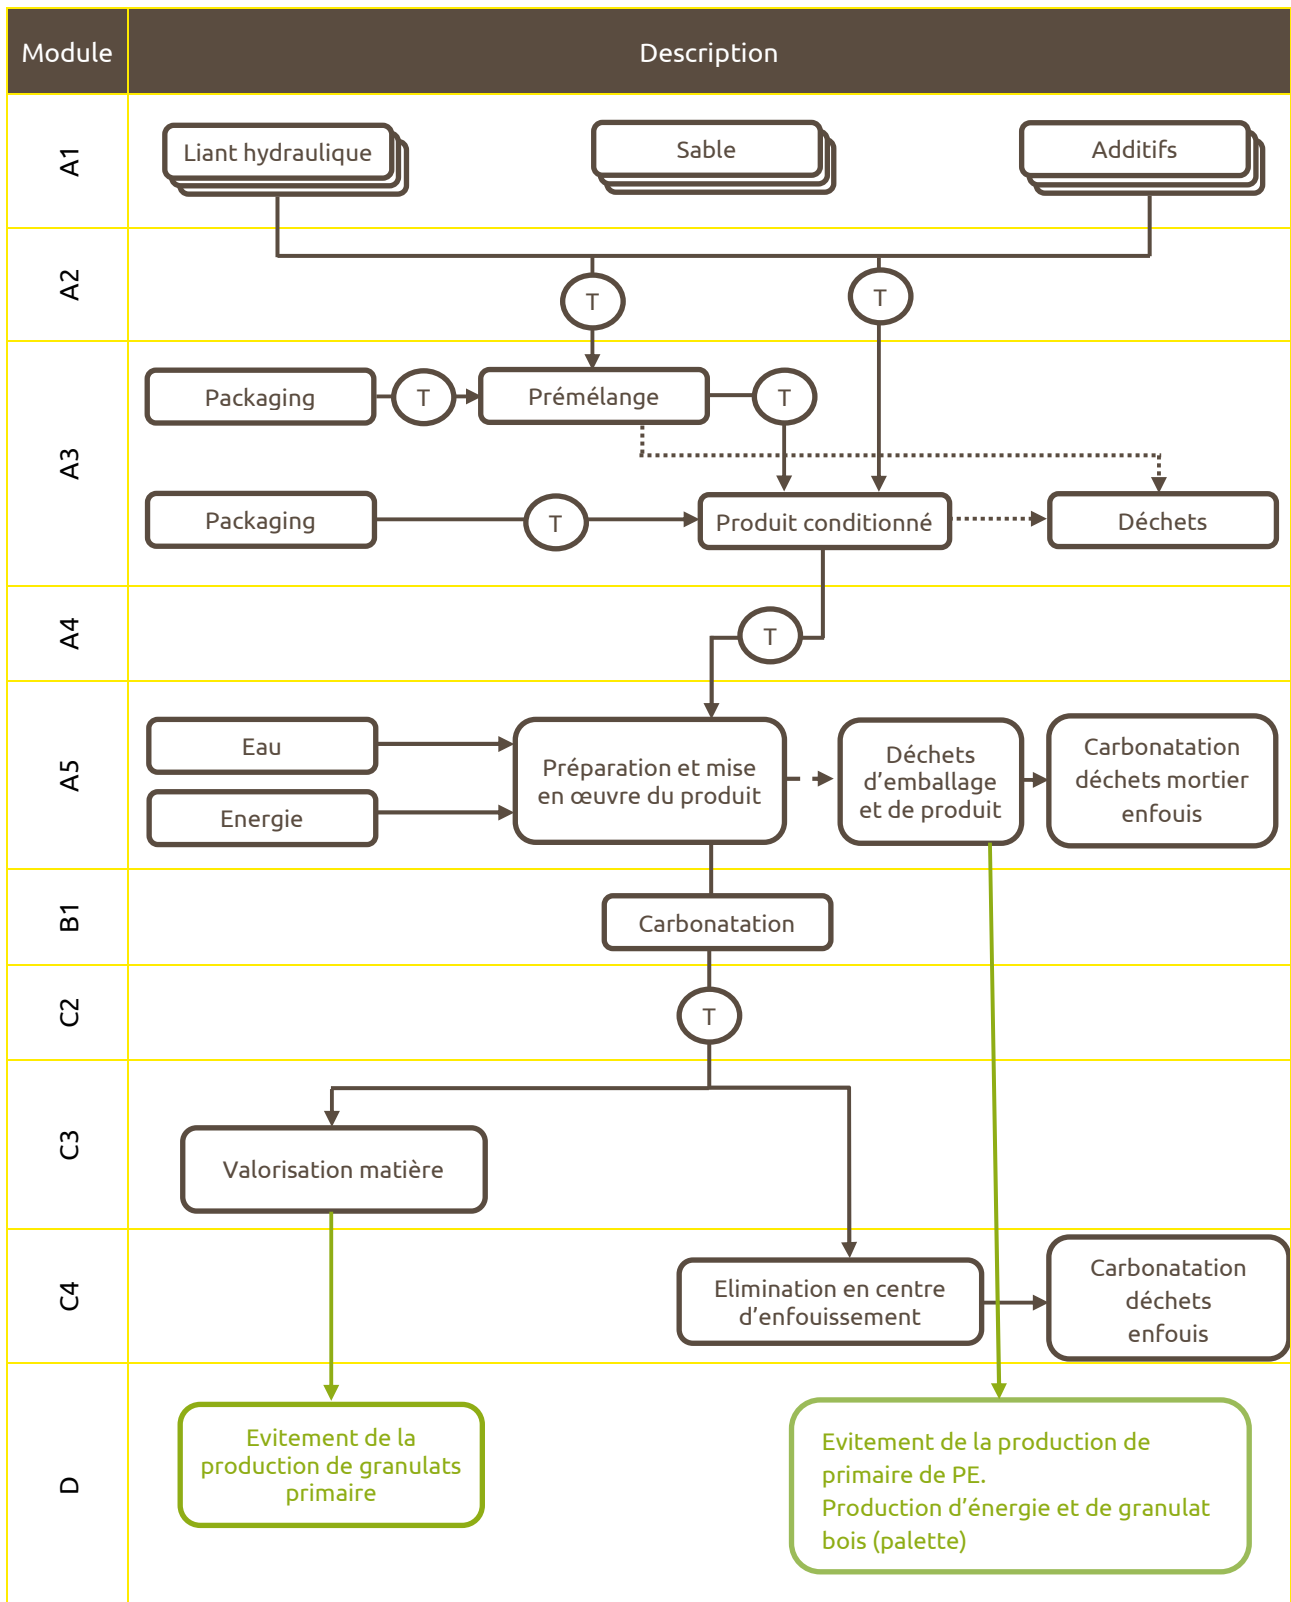 Module
Description
A1
Liant hydraulique
Sable
Additifs
A2
T
T
A3
Packaging
T
Prémélange
T
Packaging
T
Produit conditionné
Déchets
A4
T
A5
Eau
Energie
Préparation et mise
en œuvre du produit
Déchets
d’emballage
et de produit
Carbonatation
déchets mortier
enfouis
B1
Carbonatation
C2
T
C3
Valorisation matière
C4
Elimination en centre
d’enfouissement
Carbonatation
déchets
enfouis
D
Evitement de la
production de granulats
primaire
Evitement de la production de
primaire de PE.
Production d’énergie et de granulat
bois (palette)